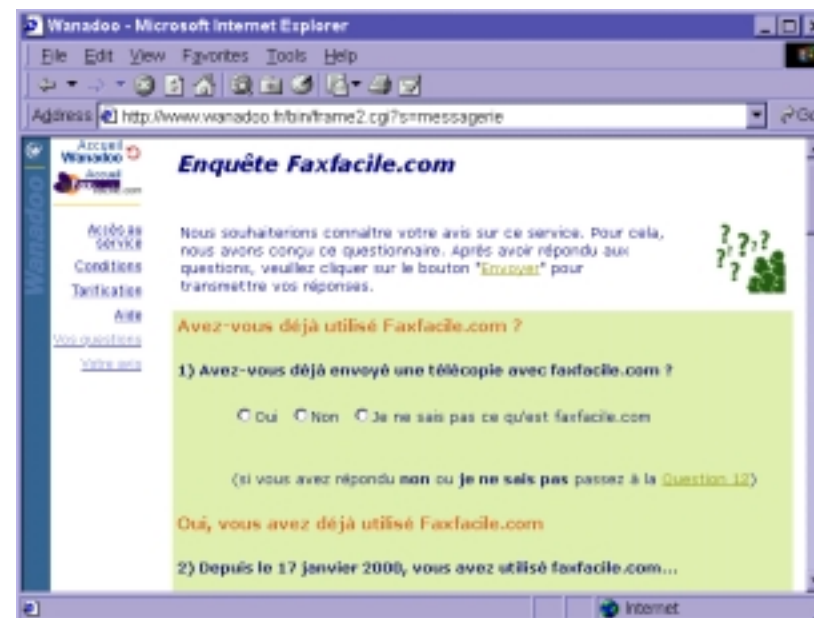 Wanadoo - Microsoft Internet Explorer
File Edit View Favorites Tools Help
Address http://www.wanadoo.fr/bin/frame2.cgi?s=messagerie Go
Wanadoo
Accueil
Wanadoo
Accueil
Accès au
service
Conditions
Tarification
Aide
Vos questions
Votre avis
Enquête Faxfacile.com
Nous souhaiterions connaître votre avis sur ce service. Pour cela,
nous avons conçu ce questionnaire. Après avoir répondu aux
questions, veuillez cliquer sur le bouton "Envoyer" pour
transmettre vos réponses.
Avez-vous déjà utilisé Faxfacile.com ?
1) Avez-vous déjà envoyé une télécopie avec faxfacile.com ?
Oui Non Je ne sais pas ce qu'est faxfacile.com
(si vous avez répondu non ou je ne sais pas passez à la Question 12)
Oui, vous avez déjà utilisé Faxfacile.com
2) Depuis le 17 janvier 2000, vous avez utilisé faxfacile.com...
Internet